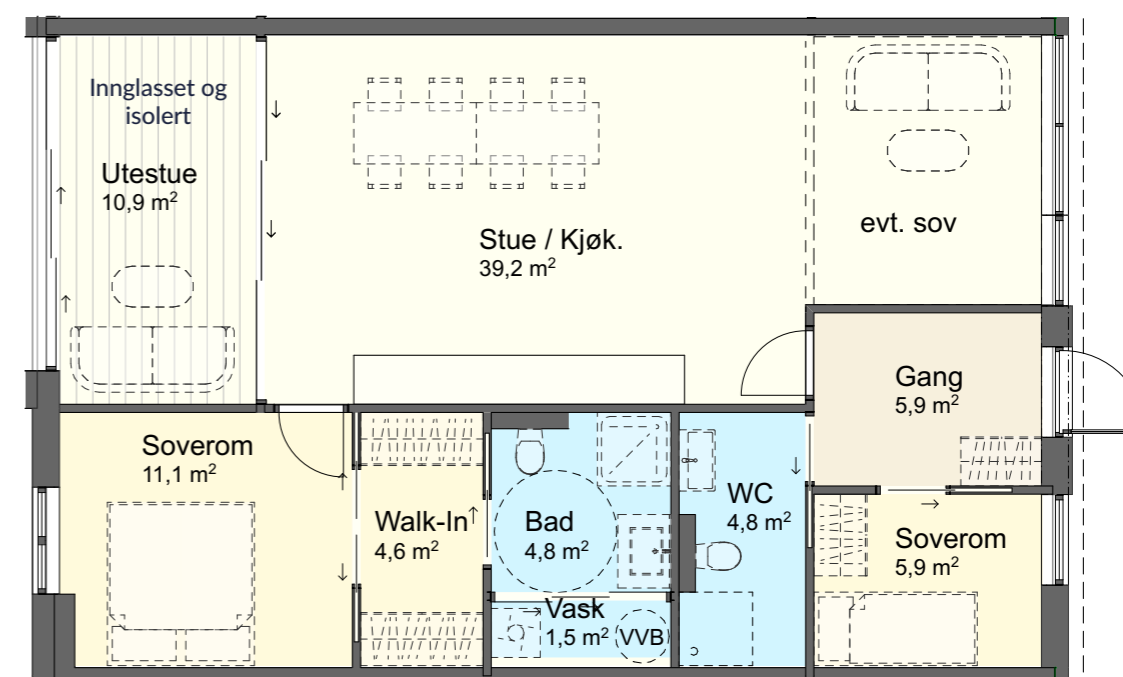 Innglasset og
isolert
Utestue
10,9 m²
Stue / Kjøk.
39,2 m²
evt. sov
Gang
5,9 m²
Soverom
11,1 m²
Walk-In
4,6 m²
Bad
4,8 m²
Vask
1,5 m²
VVB
WC
4,8 m²
Soverom
5,9 m²